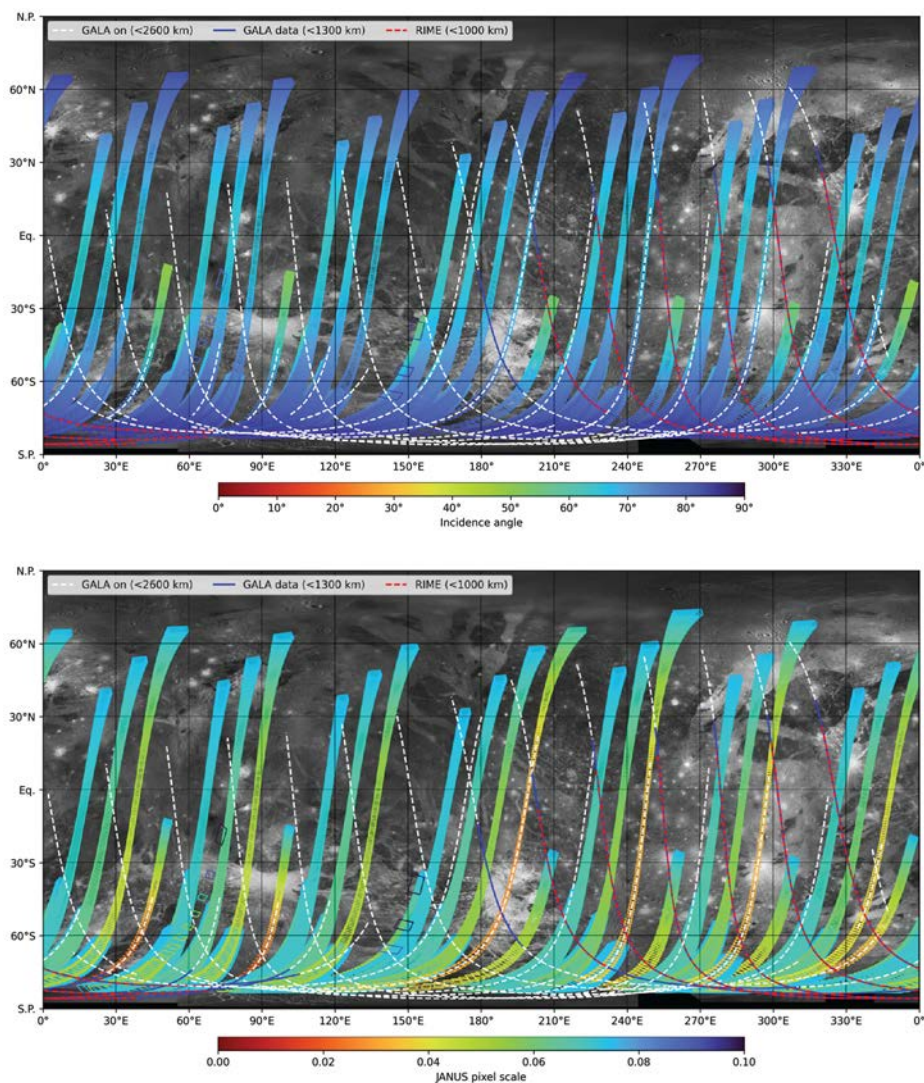 N.P.
GALA on (<2600 km) GALA data (<1300 km) RIME (<1000 km)
60°N
30°N
Eq.
30°S
60°S
S.P.
0° 30°E 60°E 90°E 120°E 150°E 180° 210°E 240°E 270°E 300°E 330°E 0°
0° 10° 20° 30° 40° 50° 60° 70° 80° 90°
Incidence angle
N.P.
GALA on (<2600 km) GALA data (<1300 km) RIME (<1000 km)
60°N
30°N
Eq.
30°S
60°S
S.P.
0° 30°E 60°E 90°E 120°E 150°E 180° 210°E 240°E 270°E 300°E 330°E 0°
0.00 0.02 0.04 0.06 0.08 0.10
JANUS pixel scale